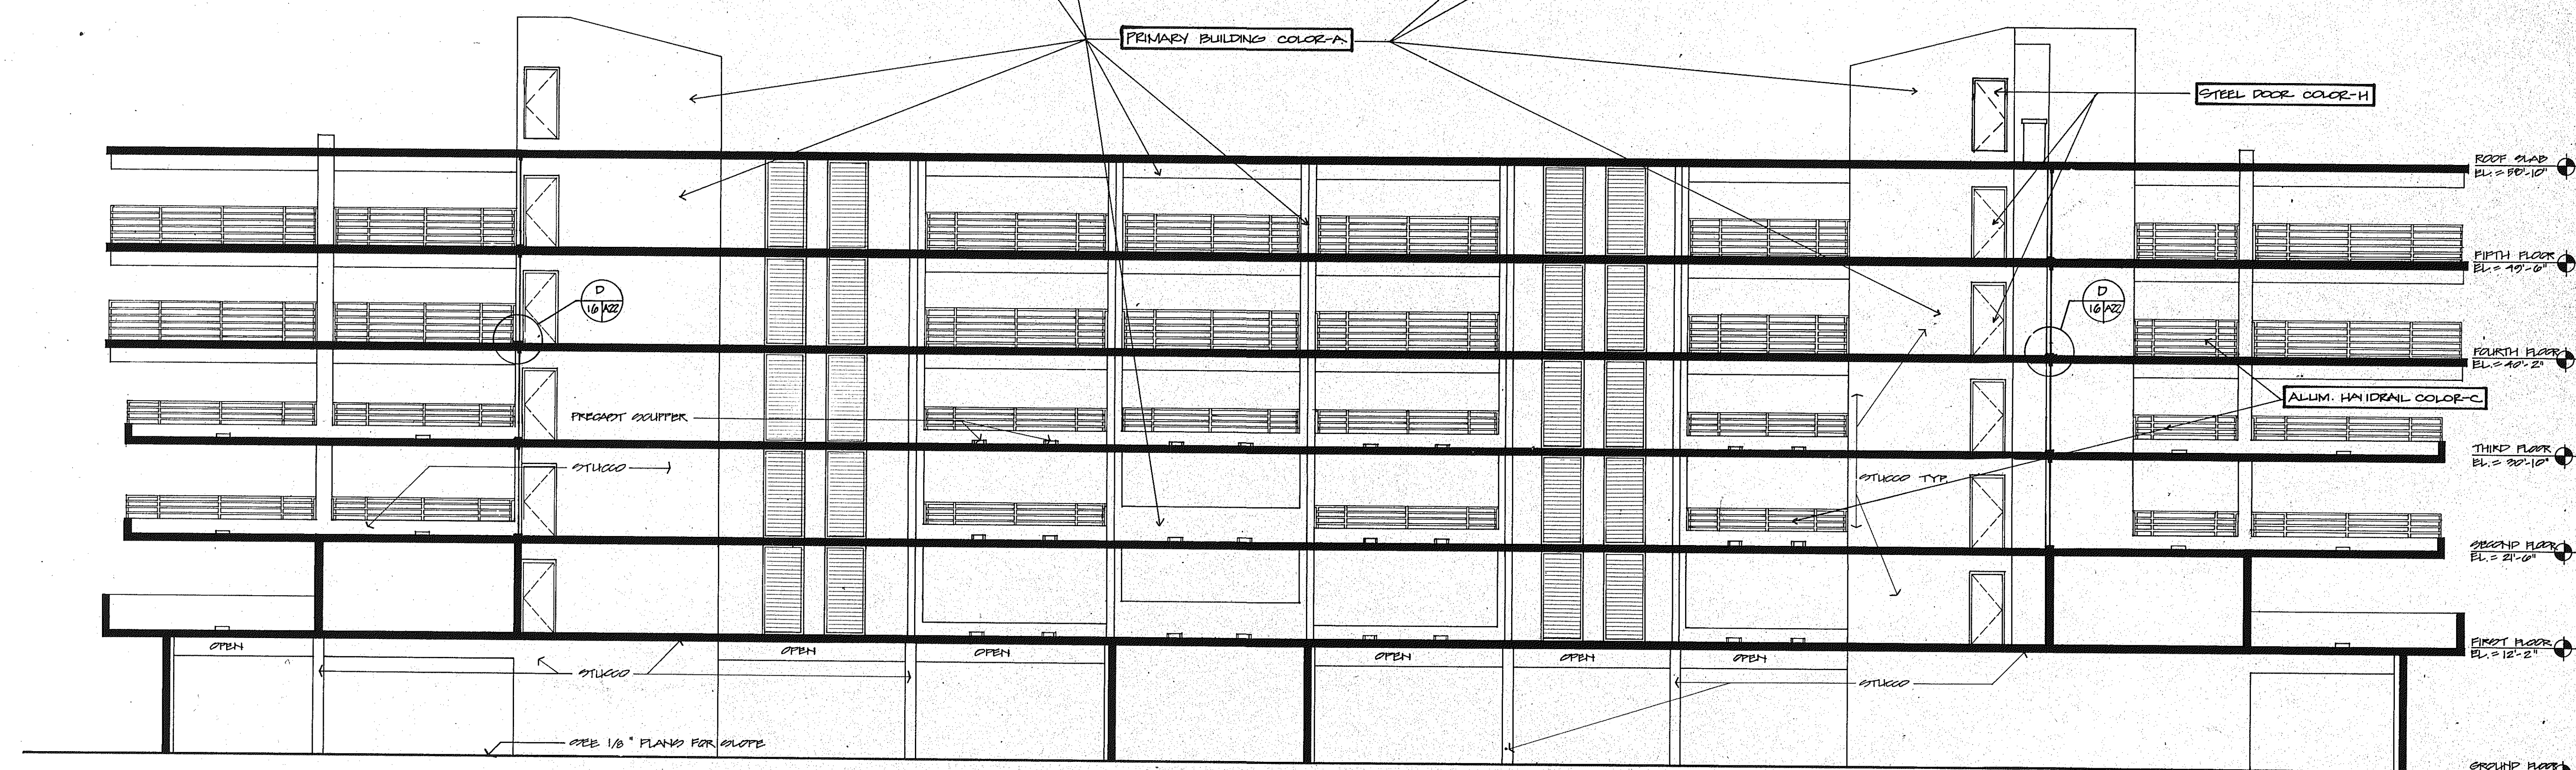 PRIMARY BUILDING COLOR-A
STEEL DOOR COLOR-H
ROOF SLAB
EL. = 58'-10"
FIFTH FLOOR
EL. = 49'-6"
D
16 A22
D
16 A22
FOURTH FLOOR
EL. = 40'-2"
ALUM. HANDRAIL COLOR-C
PRECAST SCUPPER
THIRD FLOOR
EL. = 30'-10"
STUCCO
STUCCO TYP.
SECOND FLOOR
EL. = 21'-6"
OPEN
OPEN
OPEN
OPEN
OPEN
OPEN
FIRST FLOOR
EL. = 12'-2"
STUCCO
STUCCO
SEE 1/8" PLANS FOR SLOPE
GROUND FLOOR